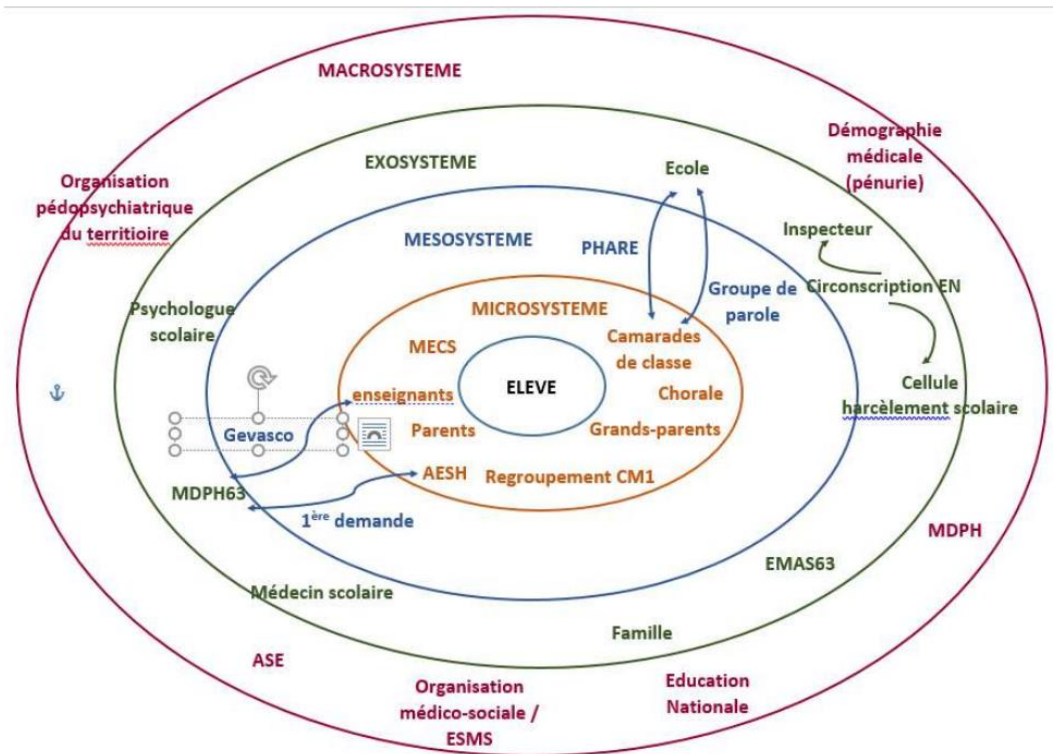 MACROSYSTEME
Démographie
médicale
(pénurie)
EXOSYSTEME
Ecole
Organisation
pédopsychiatrique
du territioire
MESOSYSTEME
PHARE
Inspecteur
Circonscription EN
Groupe de
parole
Psychologue
scolaire
MICROSYSTEME
Camarades
de classe
MECS
ELEVE
enseignants
Chorale
Cellule
harcèlement scolaire
Gevasco
Parents
Grands-parents
AESH
Regroupement CM1
MDPH63
1ère demande
MDPH
EMAS63
Médecin scolaire
Famille
ASE
Organisation
médico-sociale /
ESMS
Education
Nationale